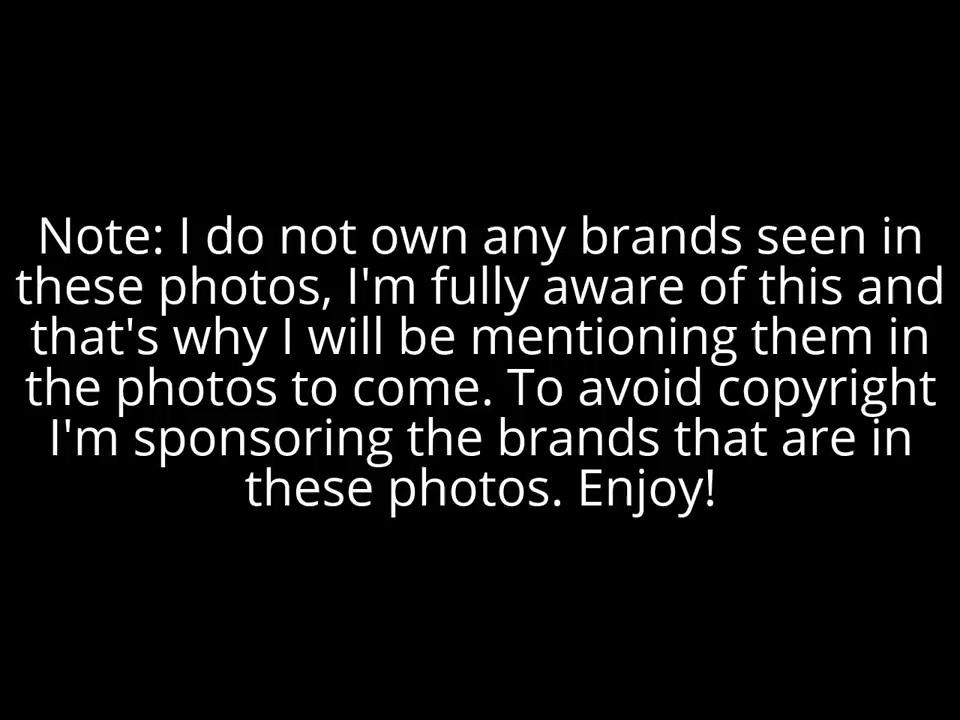 Note: I do not own any brands seen in
these photos, I'm fully aware of this and
that's why I will be mentioning them in
the photos to come. To avoid copyright
I'm sponsoring the brands that are in
these photos. Enjoy!